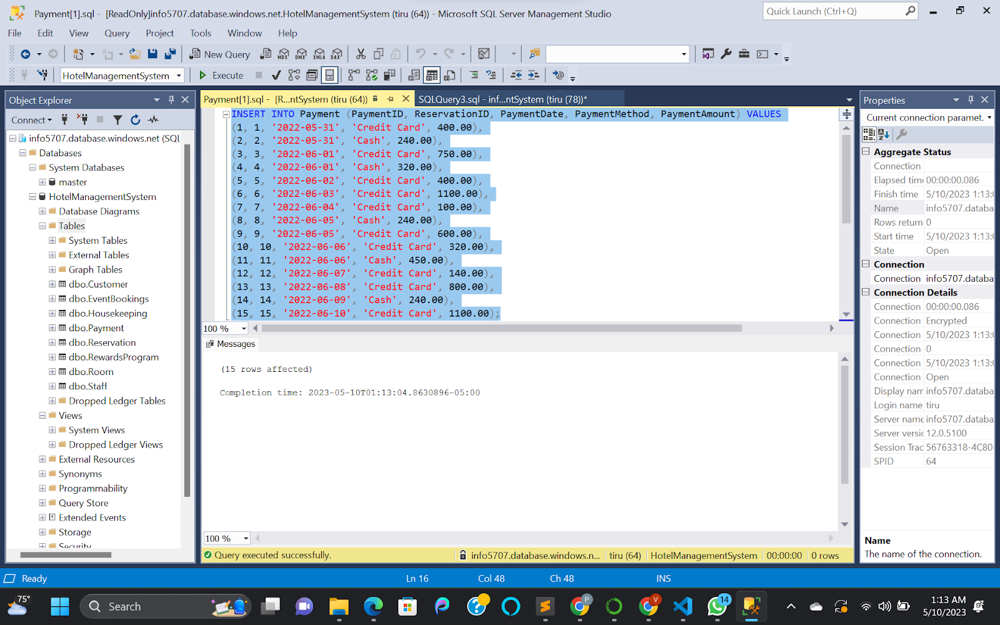 Payment[1].sql - [ReadOnly]info5707.database.windows.net.HotelManagementSystem (tiru (64)) - Microsoft SQL Server Management Studio
Quick Launch (Ctrl+Q)
File Edit View Query Project Tools Window Help
New Query MDX DMX XMLA DAX
HotelManagementSystem Execute
Object Explorer
Connect
info5707.database.windows.net (SQL
Databases
System Databases
master
HotelManagementSystem
Database Diagrams
Tables
System Tables
External Tables
Graph Tables
dbo.Customer
dbo.EventBookings
dbo.Housekeeping
dbo.Payment
dbo.Reservation
dbo.RewardsProgram
dbo.Room
dbo.Staff
Dropped Ledger Tables
Views
System Views
Dropped Ledger Views
External Resources
Synonyms
Programmability
Query Store
Extended Events
Storage
Security
Payment[1].sql - [R...ntSystem (tiru (64)) SQLQuery3.sql - inf...ntSystem (tiru (78))*
INSERT INTO Payment (PaymentID, ReservationID, PaymentDate, PaymentMethod, PaymentAmount) VALUES
(1, 1, '2022-05-31', 'Credit Card', 400.00),
(2, 2, '2022-05-31', 'Cash', 240.00),
(3, 3, '2022-06-01', 'Credit Card', 750.00),
(4, 4, '2022-06-01', 'Cash', 320.00),
(5, 5, '2022-06-02', 'Credit Card', 400.00),
(6, 6, '2022-06-03', 'Credit Card', 1100.00),
(7, 7, '2022-06-04', 'Credit Card', 100.00),
(8, 8, '2022-06-05', 'Cash', 240.00),
(9, 9, '2022-06-05', 'Credit Card', 600.00),
(10, 10, '2022-06-06', 'Credit Card', 320.00),
(11, 11, '2022-06-06', 'Cash', 450.00),
(12, 12, '2022-06-07', 'Credit Card', 140.00),
(13, 13, '2022-06-08', 'Credit Card', 800.00),
(14, 14, '2022-06-09', 'Cash', 240.00),
(15, 15, '2022-06-10', 'Credit Card', 1100.00);
100 %
Messages
(15 rows affected)
Completion time: 2023-05-10T01:13:04.8630896-05:00
100 %
Query executed successfully. info5707.database.windows.n... tiru (64) HotelManagementSystem 00:00:00 0 rows
Properties
Current connection paramet.
Aggregate Status
Connection
Elapsed time 00:00:00.086
Finish time 5/10/2023 1:13:0
Name info5707.databa
Rows return 0
Start time 5/10/2023 1:13:0
State Open
Connection
Connection info5707.databa
Connection Details
Connection 00:00:00.086
Connection Encrypted
Connection 5/10/2023 1:13:0
Connection 0
Connection 5/10/2023 1:13:0
Connection Open
Display nam info5707.databa
Login name tiru
Server name info5707.databa
Server versic 12.0.5100
Session Trac 56763318-4C80
SPID 64
Name
The name of the connection.
Ready Ln 16 Col 48 Ch 48 INS
75°
Search
P
V
14
1:13 AM
5/10/2023